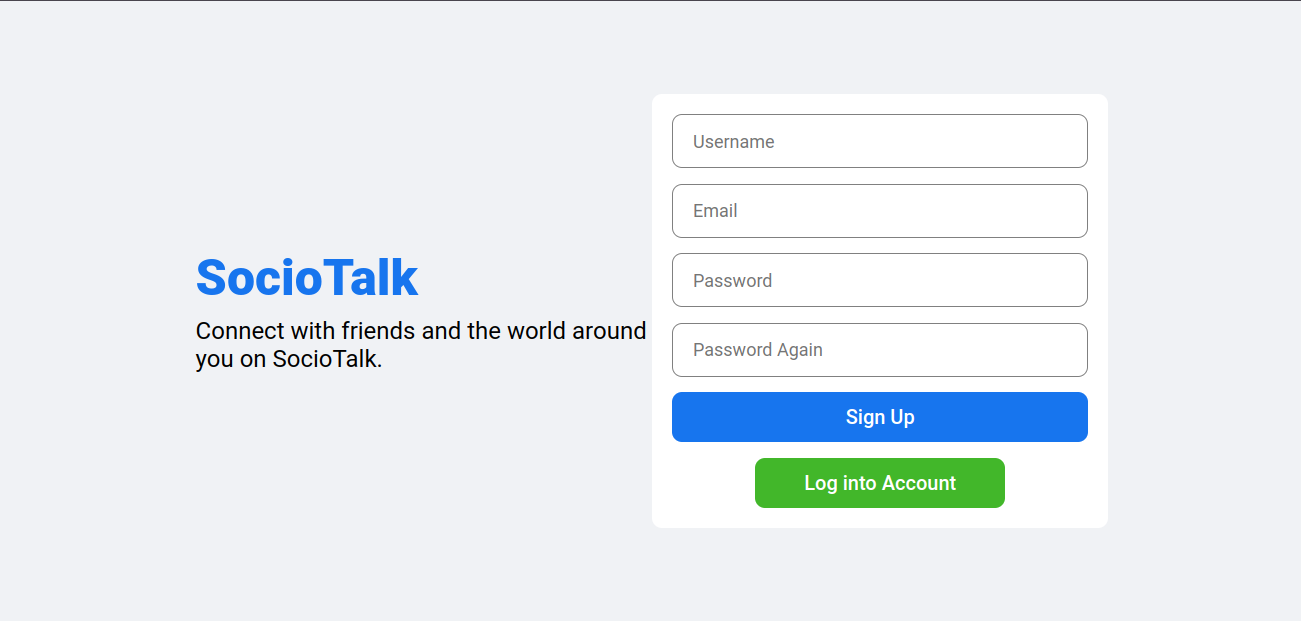 SocioTalk
Connect with friends and the world around
you on SocioTalk.
Username
Email
Password
Password Again
Sign Up
Log into Account